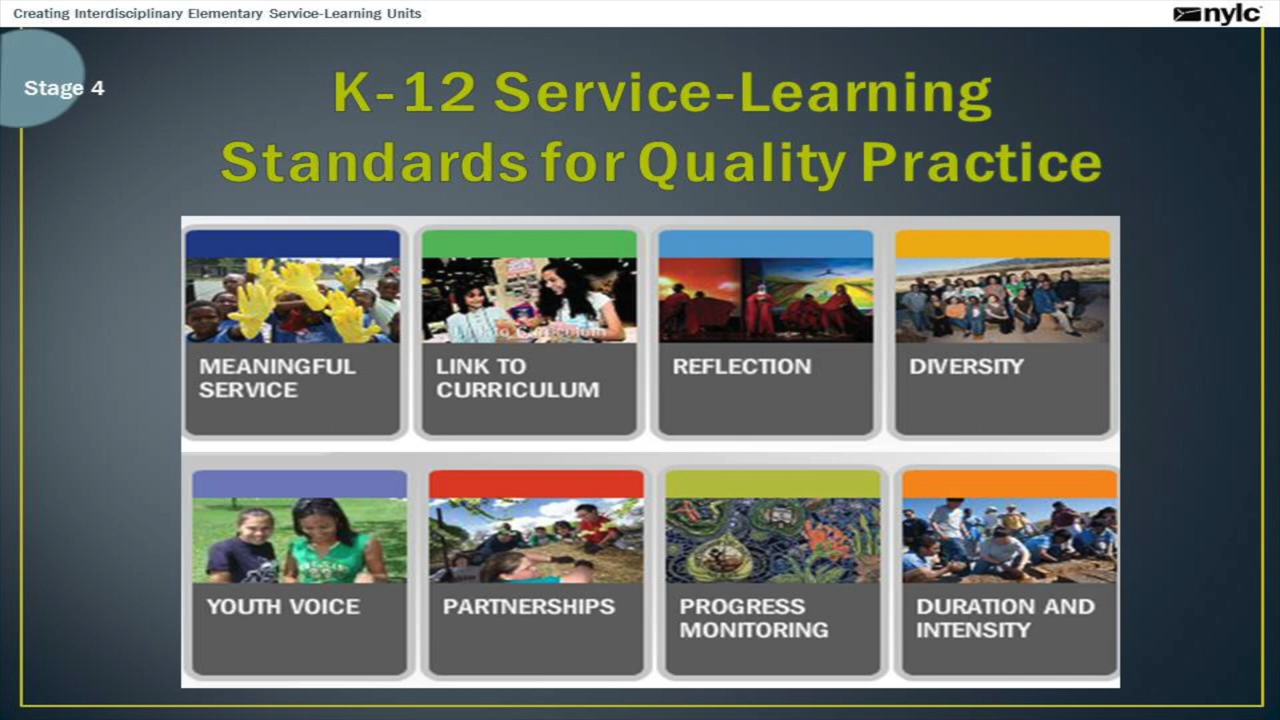 Creating Interdisciplinary Elementary Service-Learning Units
nylc
Stage 4
K-12 Service-Learning
Standards for Quality Practice
MEANINGFUL
SERVICE
LINK TO
CURRICULUM
REFLECTION
DIVERSITY
YOUTH VOICE
PARTNERSHIPS
PROGRESS
MONITORING
DURATION AND
INTENSITY